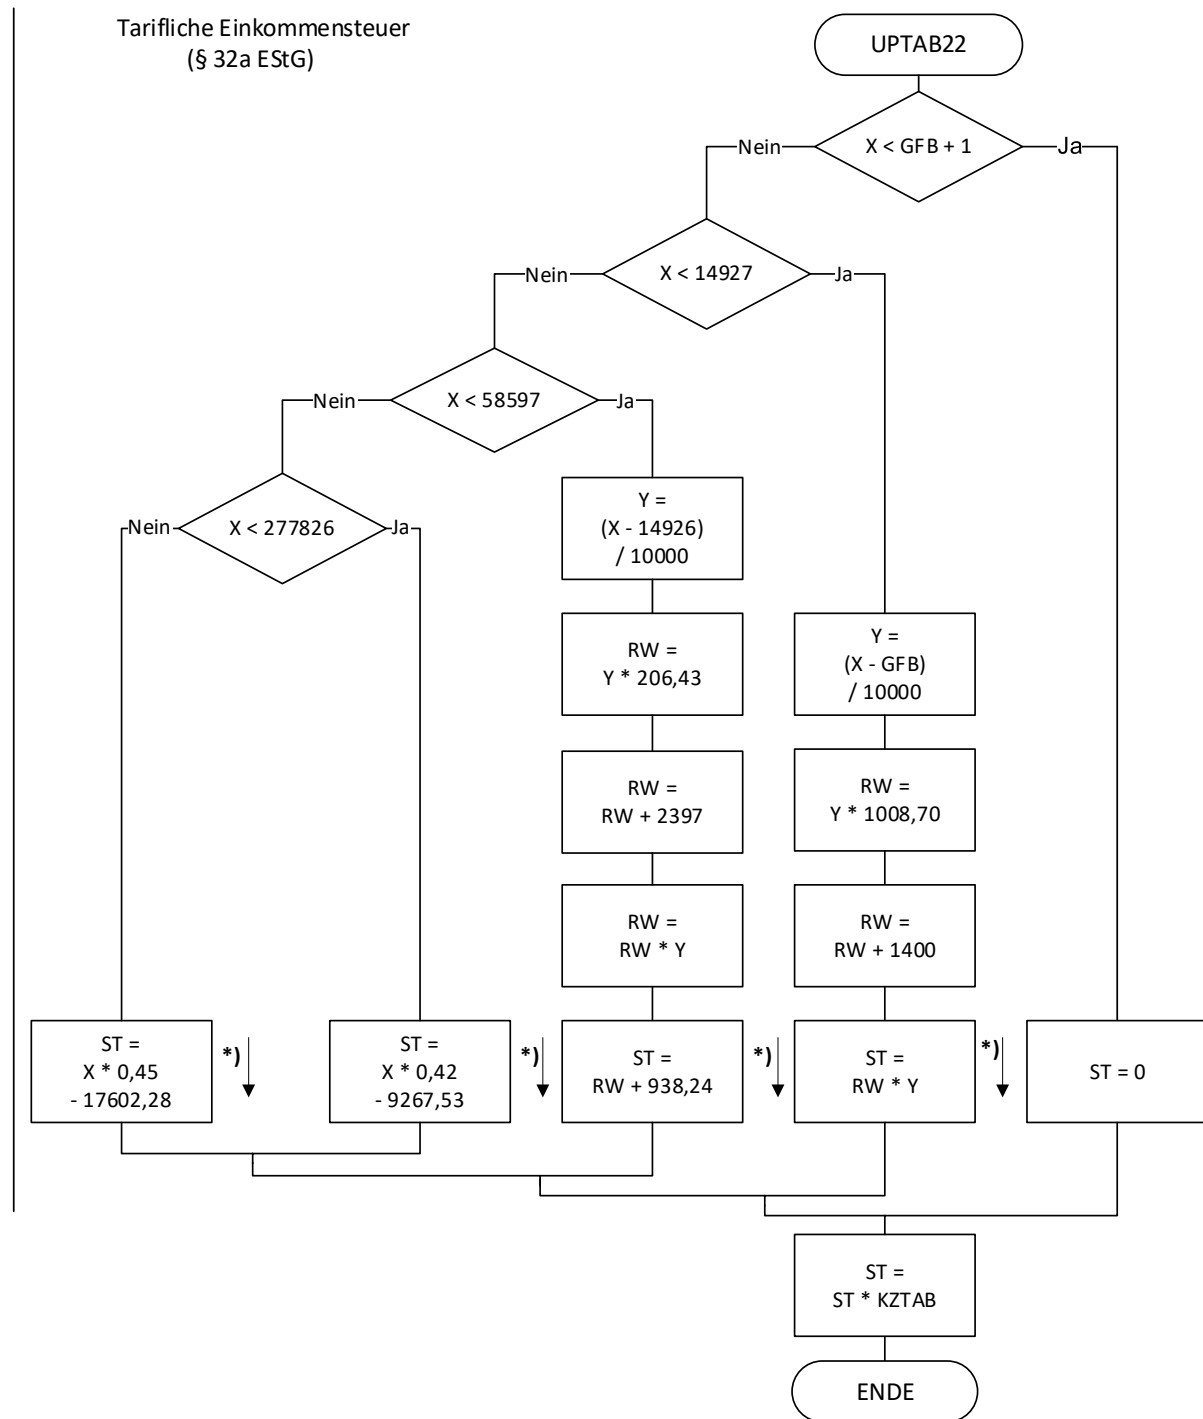 Tarifliche Einkommensteuer
(§ 32a EStG)
UPTAB22
X < GFB + 1
Nein
Ja
X < 14927
Nein
Ja
X < 58597
Nein
Ja
X < 277826
Nein
Ja
Y =
(X - 14926)
/ 10000
RW =
Y * 206,43
RW =
RW + 2397
RW =
RW * Y
Y =
(X - GFB)
/ 10000
RW =
Y * 1008,70
RW =
RW + 1400
ST =
X * 0,45
- 17602,28
*)
ST =
X * 0,42
- 9267,53
*)
ST =
RW + 938,24
*)
ST =
RW * Y
*)
ST = 0
ST =
ST * KZTAB
ENDE